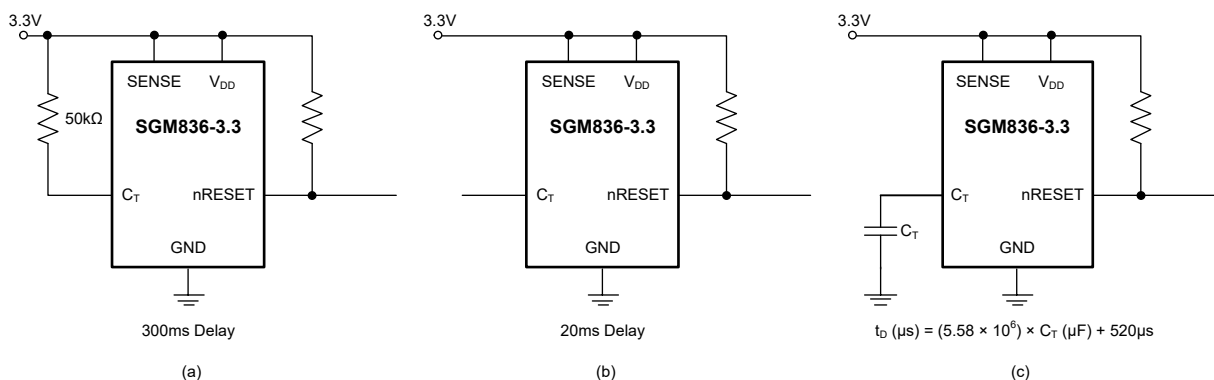 3.3V
SENSE VDD
50kΩ
SGM836-3.3
CT nRESET
GND
300ms Delay
(a)
3.3V
SENSE VDD
SGM836-3.3
CT nRESET
GND
20ms Delay
(b)
3.3V
SENSE VDD
SGM836-3.3
CT nRESET
CT
GND
tD (μs) = (5.58 × 10⁶) × CT (μF) + 520μs
(c)